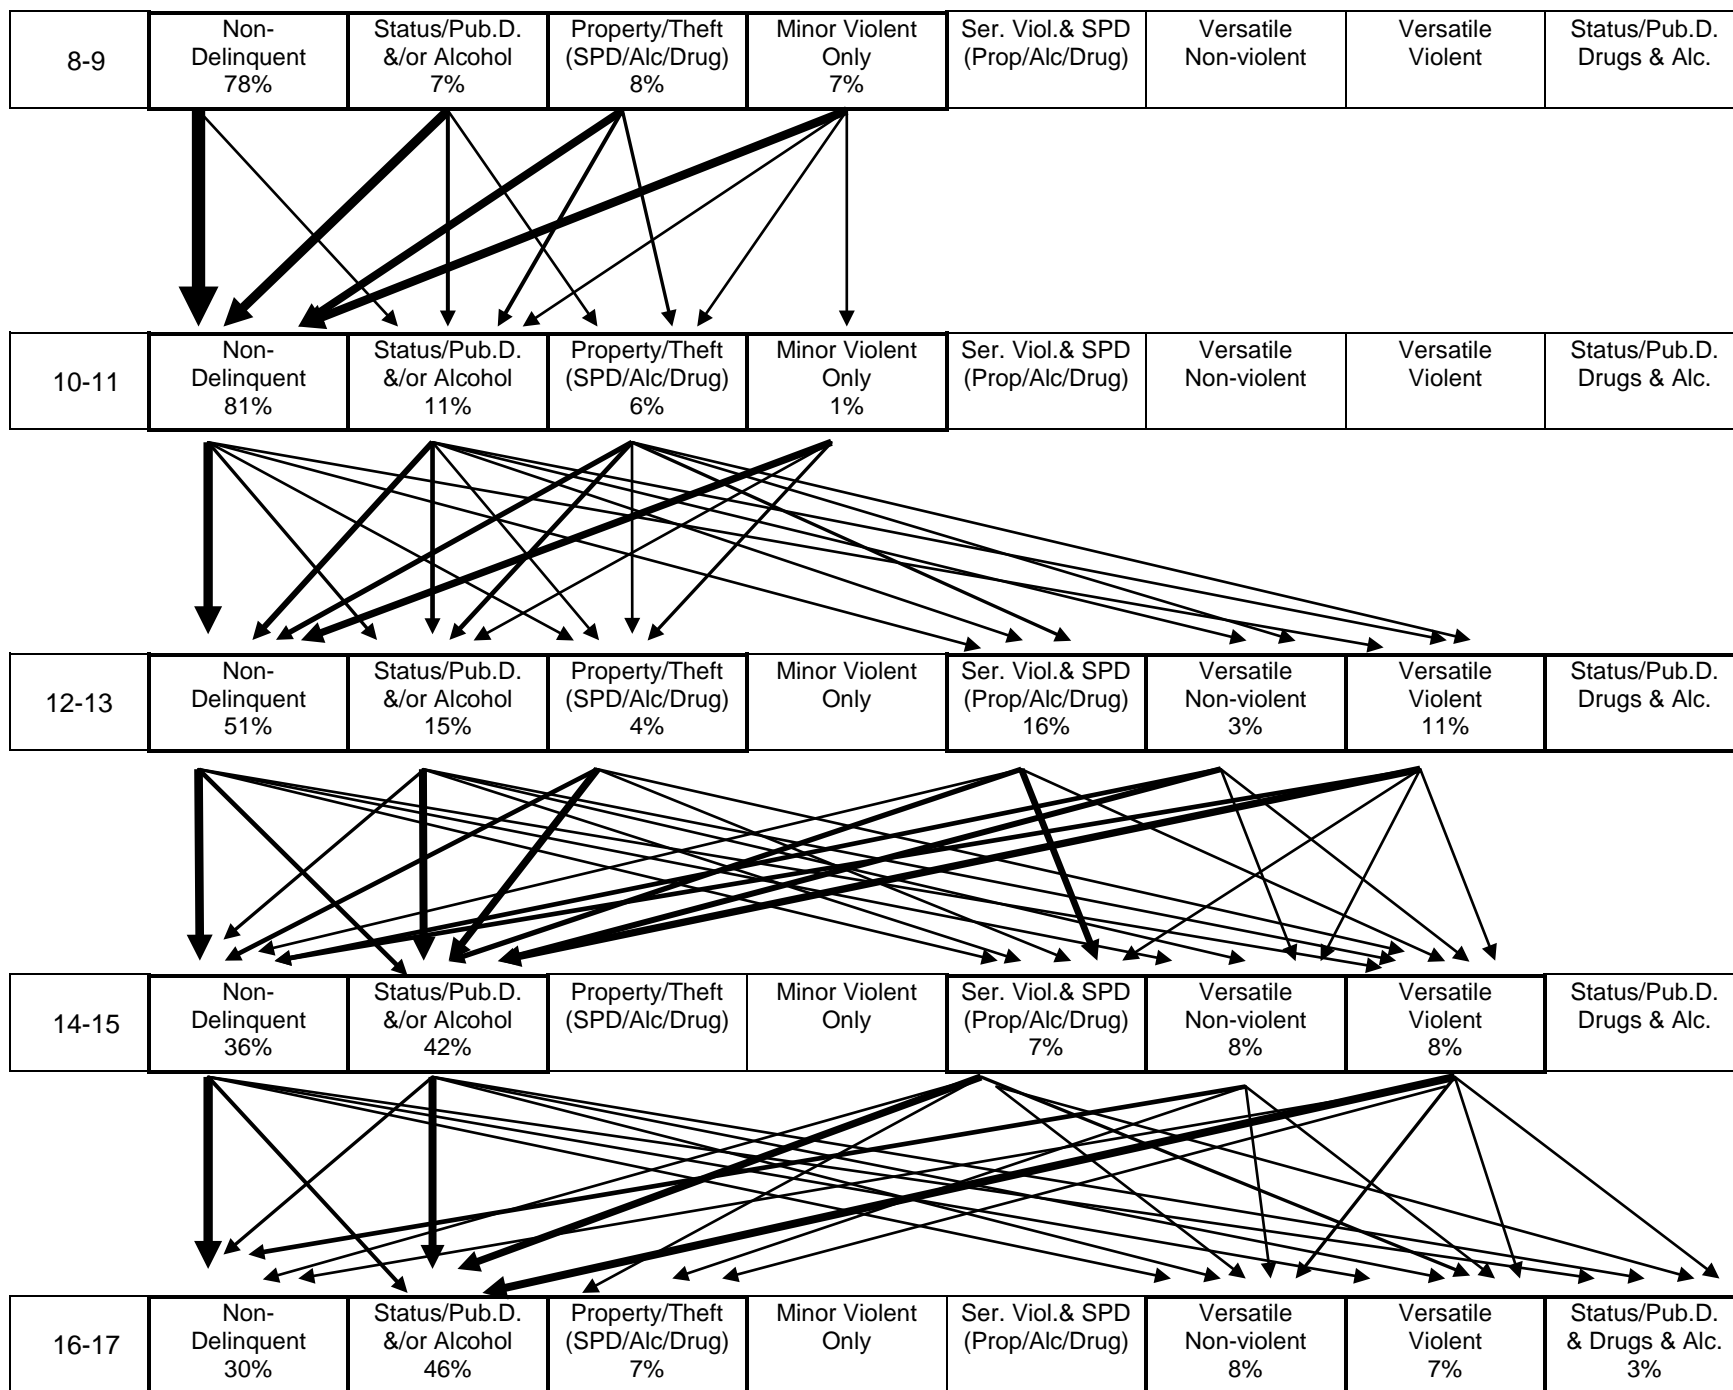 8-9
Non-
Delinquent
78%
Status/Pub.D.
&/or Alcohol
7%
Property/Theft
(SPD/Alc/Drug)
8%
Minor Violent
Only
7%
Ser. Viol.& SPD
(Prop/Alc/Drug)
Versatile
Non-violent
Versatile
Violent
Status/Pub.D.
Drugs & Alc.
10-11
Non-
Delinquent
81%
Status/Pub.D.
&/or Alcohol
11%
Property/Theft
(SPD/Alc/Drug)
6%
Minor Violent
Only
1%
Ser. Viol.& SPD
(Prop/Alc/Drug)
Versatile
Non-violent
Versatile
Violent
Status/Pub.D.
Drugs & Alc.
12-13
Non-
Delinquent
51%
Status/Pub.D.
&/or Alcohol
15%
Property/Theft
(SPD/Alc/Drug)
4%
Minor Violent
Only
Ser. Viol.& SPD
(Prop/Alc/Drug)
16%
Versatile
Non-violent
3%
Versatile
Violent
11%
Status/Pub.D.
Drugs & Alc.
14-15
Non-
Delinquent
36%
Status/Pub.D.
&/or Alcohol
42%
Property/Theft
(SPD/Alc/Drug)
Minor Violent
Only
Ser. Viol.& SPD
(Prop/Alc/Drug)
7%
Versatile
Non-violent
8%
Versatile
Violent
8%
Status/Pub.D.
Drugs & Alc.
16-17
Non-
Delinquent
30%
Status/Pub.D.
&/or Alcohol
46%
Property/Theft
(SPD/Alc/Drug)
7%
Minor Violent
Only
Ser. Viol.& SPD
(Prop/Alc/Drug)
Versatile
Non-violent
8%
Versatile
Violent
7%
Status/Pub.D.
& Drugs & Alc.
3%